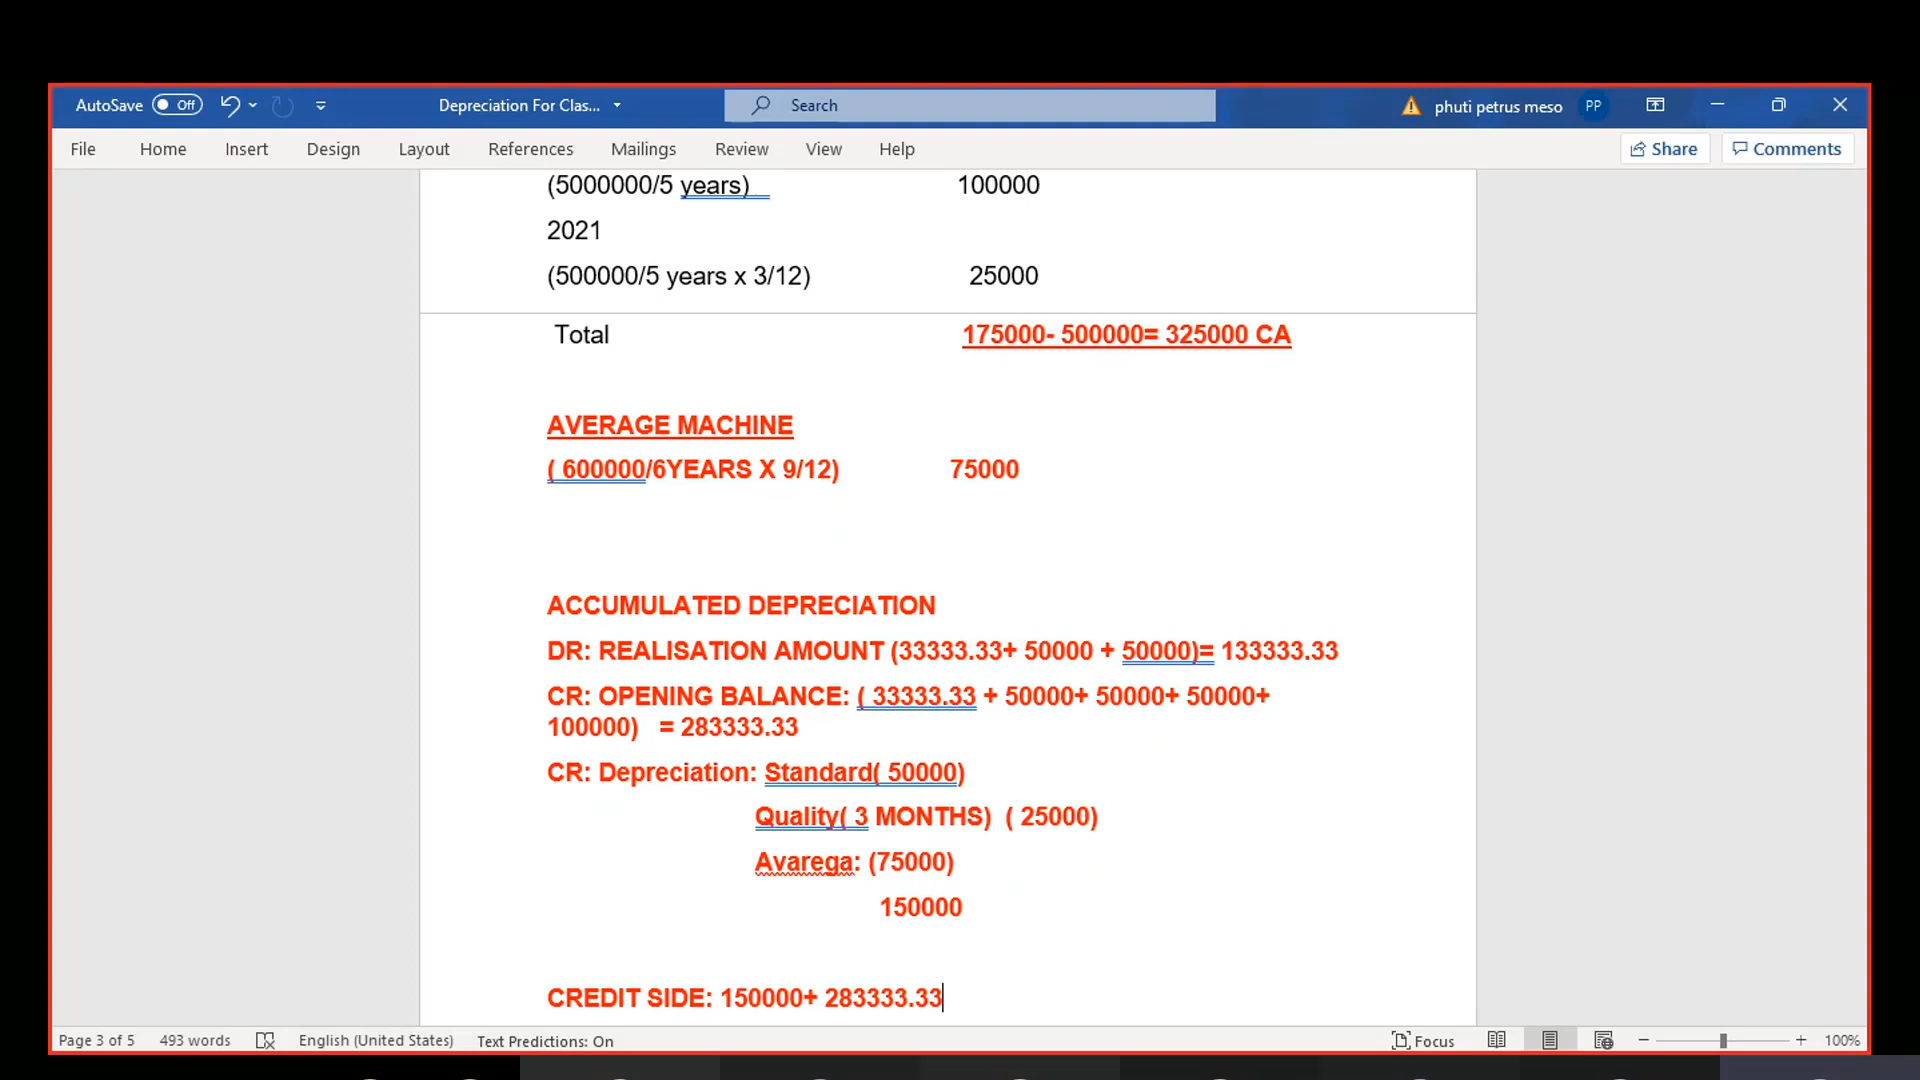 AutoSave Off Depreciation For Clas... Search phuti petrus meso PP
File Home Insert Design Layout References Mailings Review View Help Share Comments
(5000000/5 years) 100000
2021
(500000/5 years x 3/12) 25000
Total 175000- 500000= 325000 CA
AVERAGE MACHINE
( 600000/6YEARS X 9/12) 75000
ACCUMULATED DEPRECIATION
DR: REALISATION AMOUNT (33333.33+ 50000 + 50000)= 133333.33
CR: OPENING BALANCE: ( 33333.33 + 50000+ 50000+ 50000+
100000) = 283333.33
CR: Depreciation: Standard( 50000)
Quality( 3 MONTHS) ( 25000)
Avarega: (75000)
150000
CREDIT SIDE: 150000+ 283333.33
Page 3 of 5 493 words English (United States) Text Predictions: On Focus 100%